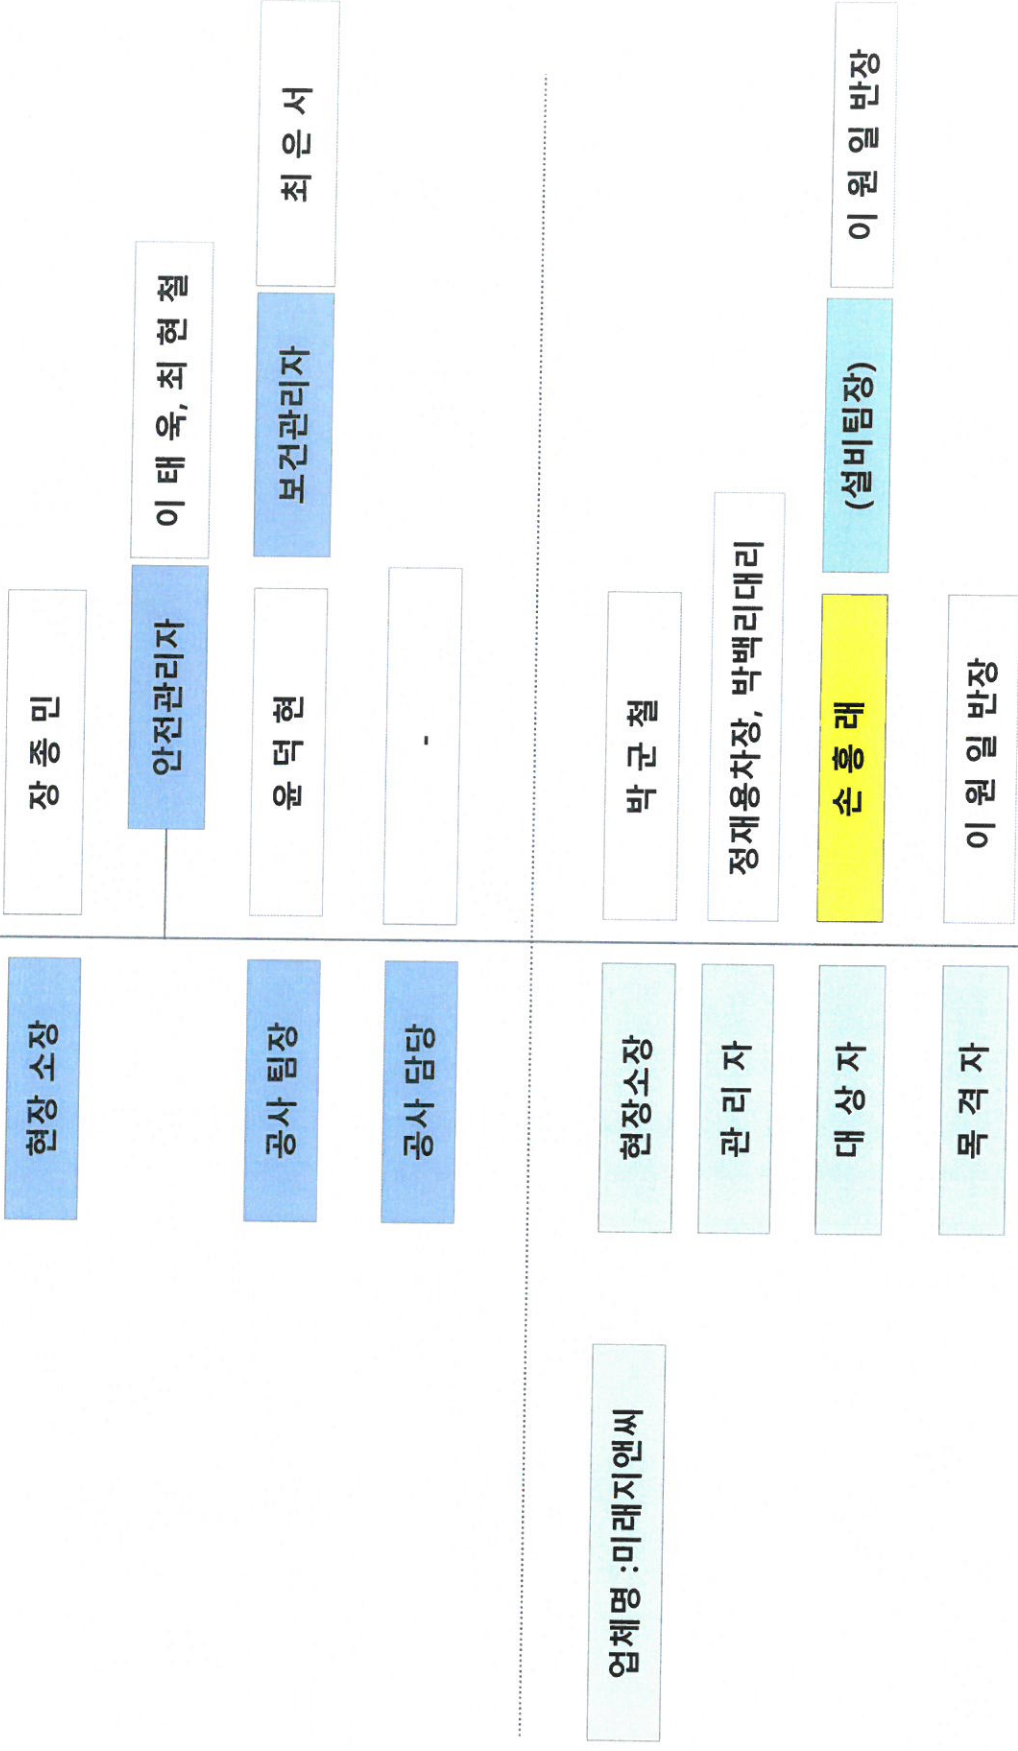 현장 소장 장 종 민
안전관리자 이 태 욱, 최 현 철
공사 팀장 윤 덕 현 보건관리자 최 은 서
공사 담당 -
업체명 :미래지앤씨 현장소장 박 군 철
관 리 자 정재용차장, 박백리대리
대 상 자 손 흥 래 (설비팀장) 이 원 일 반장
목 격 자 이 원 일 반장